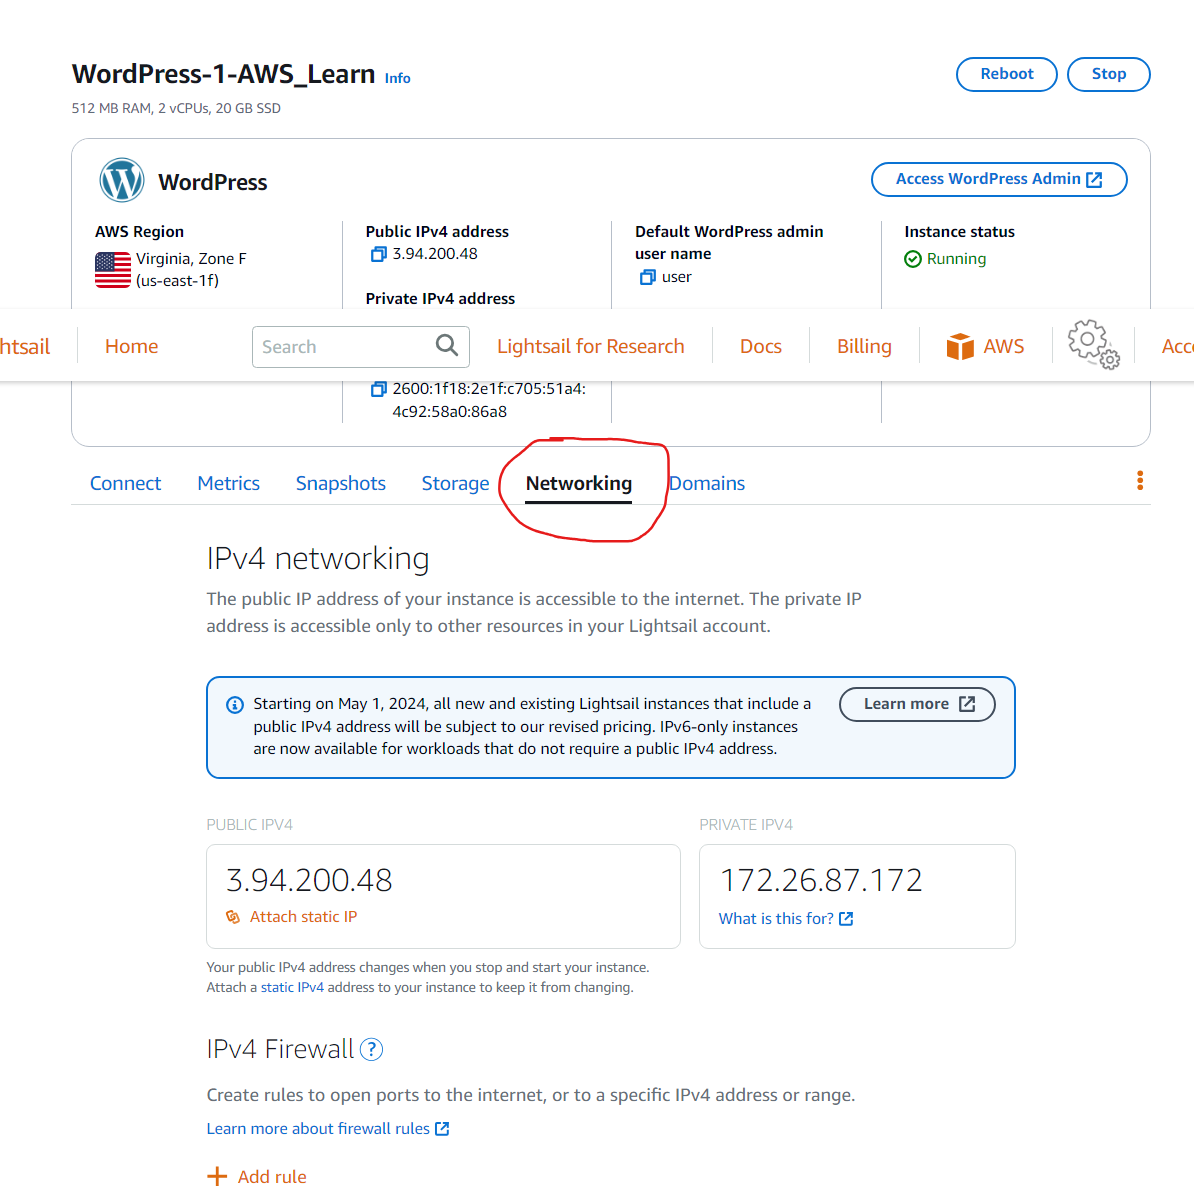 WordPress-1-AWS_Learn Info
Reboot
Stop
512 MB RAM, 2 vCPUs, 20 GB SSD
WordPress
Access WordPress Admin
AWS Region
Virginia, Zone F
(us-east-1f)
Public IPv4 address
3.94.200.48
Private IPv4 address
Default WordPress admin
user name
user
Instance status
Running
htsail
Home
Search
Lightsail for Research
Docs
Billing
AWS
Acc
2600:1f18:2e1f:c705:51a4:
4c92:58a0:86a8
Connect
Metrics
Snapshots
Storage
Networking
Domains
IPv4 networking
The public IP address of your instance is accessible to the internet. The private IP
address is accessible only to other resources in your Lightsail account.
Starting on May 1, 2024, all new and existing Lightsail instances that include a
public IPv4 address will be subject to our revised pricing. IPv6-only instances
are now available for workloads that do not require a public IPv4 address.
Learn more
PUBLIC IPV4
3.94.200.48
Attach static IP
PRIVATE IPV4
172.26.87.172
What is this for?
Your public IPv4 address changes when you stop and start your instance.
Attach a static IPv4 address to your instance to keep it from changing.
IPv4 Firewall ?
Create rules to open ports to the internet, or to a specific IPv4 address or range.
Learn more about firewall rules
Add rule